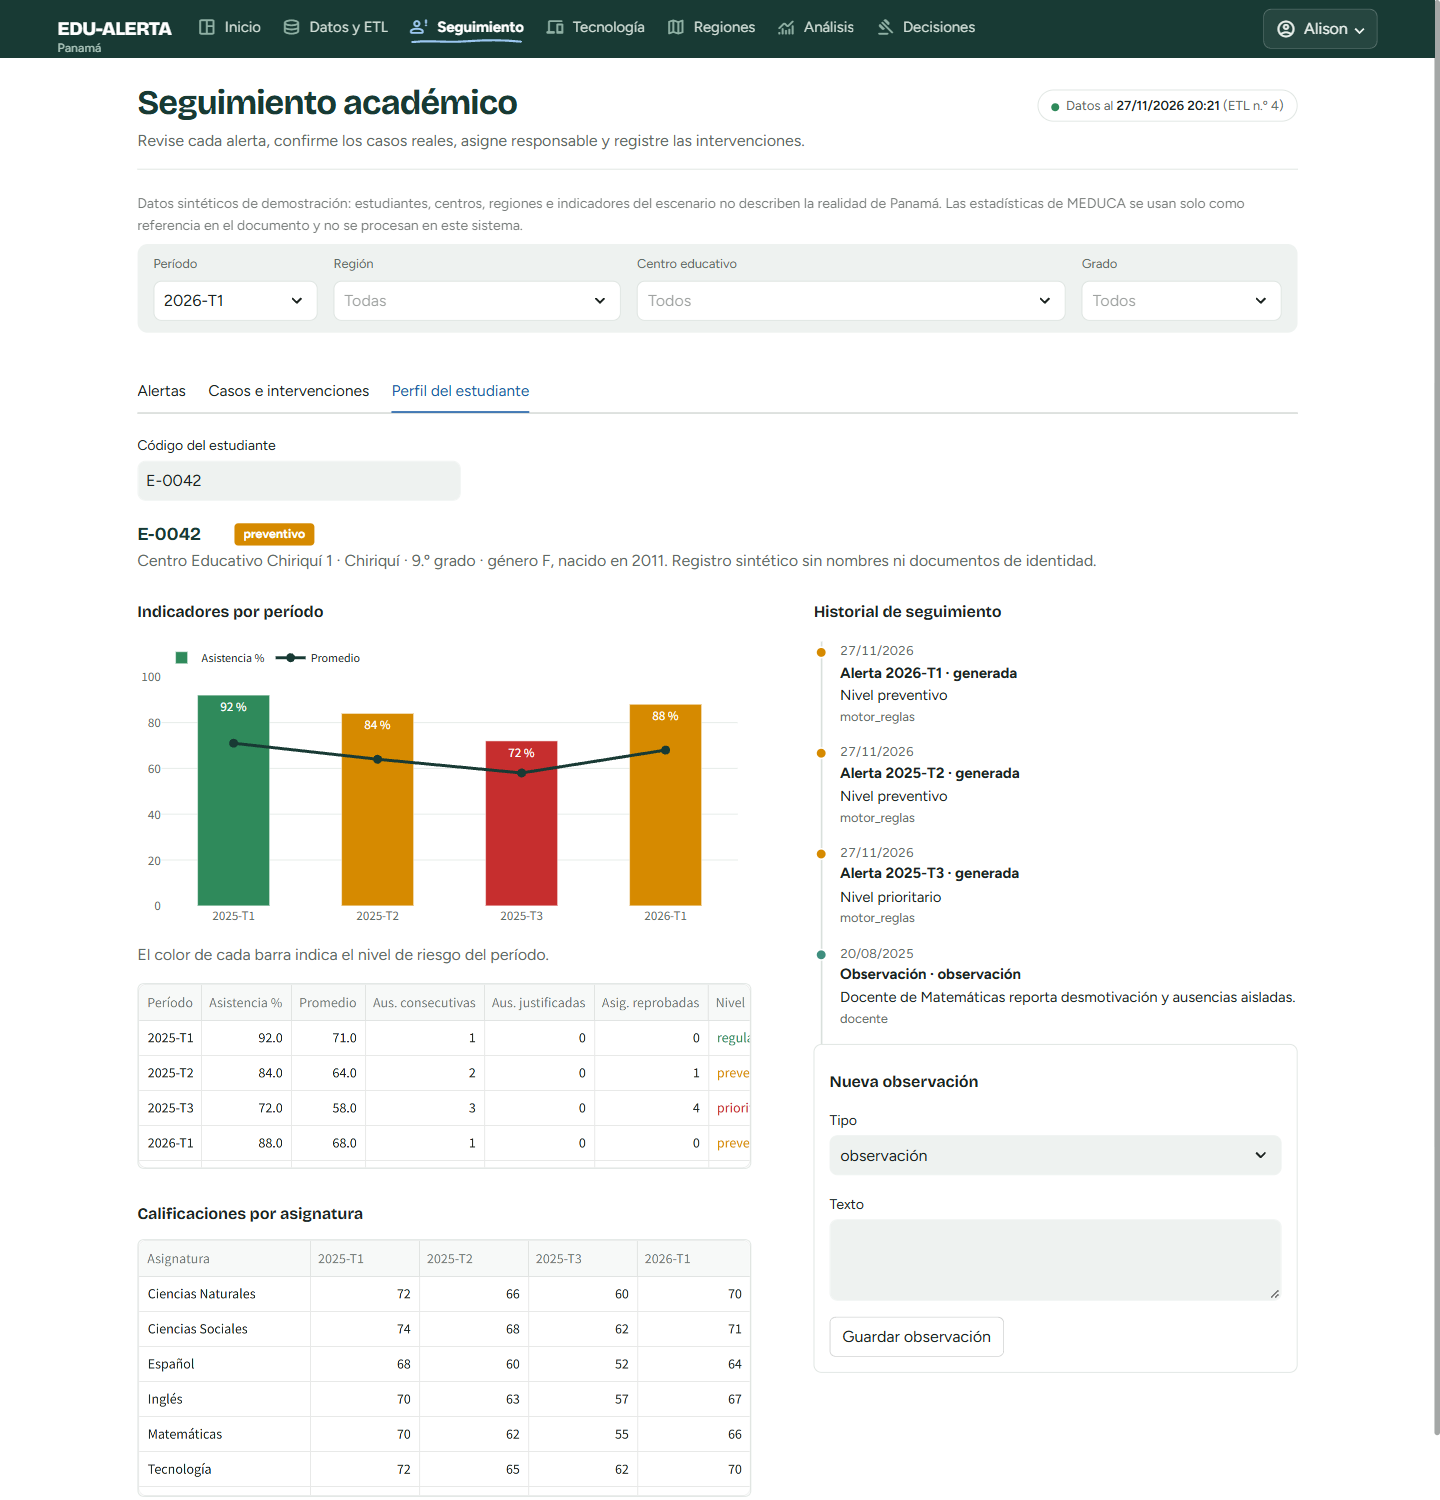 EDU-ALERTA
Panamá
Inicio
Datos y ETL
Seguimiento
Tecnología
Regiones
Análisis
Decisiones
Alison
Seguimiento académico
Datos al 27/11/2026 20:21 (ETL n.º 4)
Revise cada alerta, confirme los casos reales, asigne responsable y registre las intervenciones.
Datos sintéticos de demostración: estudiantes, centros, regiones e indicadores del escenario no describen la realidad de Panamá. Las estadísticas de MEDUCA se usan solo como
referencia en el documento y no se procesan en este sistema.
Período Región Centro educativo Grado
2026-T1 Todas Todos Todos
Alertas Casos e intervenciones Perfil del estudiante
Código del estudiante
E-0042
E-0042 preventivo
Centro Educativo Chiriquí 1 · Chiriquí · 9.º grado · género F, nacido en 2011. Registro sintético sin nombres ni documentos de identidad.
Indicadores por período
Asistencia % Promedio
100
80
60
40
20
0
92 %
84 %
72 %
88 %
2025-T1 2025-T2 2025-T3 2026-T1
El color de cada barra indica el nivel de riesgo del período.
Período Asistencia % Promedio Aus. consecutivas Aus. justificadas Asig. reprobadas Nivel
2025-T1 92.0 71.0 1 0 0 regula
2025-T2 84.0 64.0 2 0 1 preve
2025-T3 72.0 58.0 3 0 4 priori
2026-T1 88.0 68.0 1 0 0 preve
Calificaciones por asignatura
Asignatura 2025-T1 2025-T2 2025-T3 2026-T1
Ciencias Naturales 72 66 60 70
Ciencias Sociales 74 68 62 71
Español 68 60 52 64
Inglés 70 63 57 67
Matemáticas 70 62 55 66
Tecnología 72 65 62 70
Historial de seguimiento
27/11/2026
Alerta 2026-T1 · generada
Nivel preventivo
motor_reglas
27/11/2026
Alerta 2025-T2 · generada
Nivel preventivo
motor_reglas
27/11/2026
Alerta 2025-T3 · generada
Nivel prioritario
motor_reglas
20/08/2025
Observación · observación
Docente de Matemáticas reporta desmotivación y ausencias aisladas.
docente
Nueva observación
Tipo
observación
Texto
Guardar observación